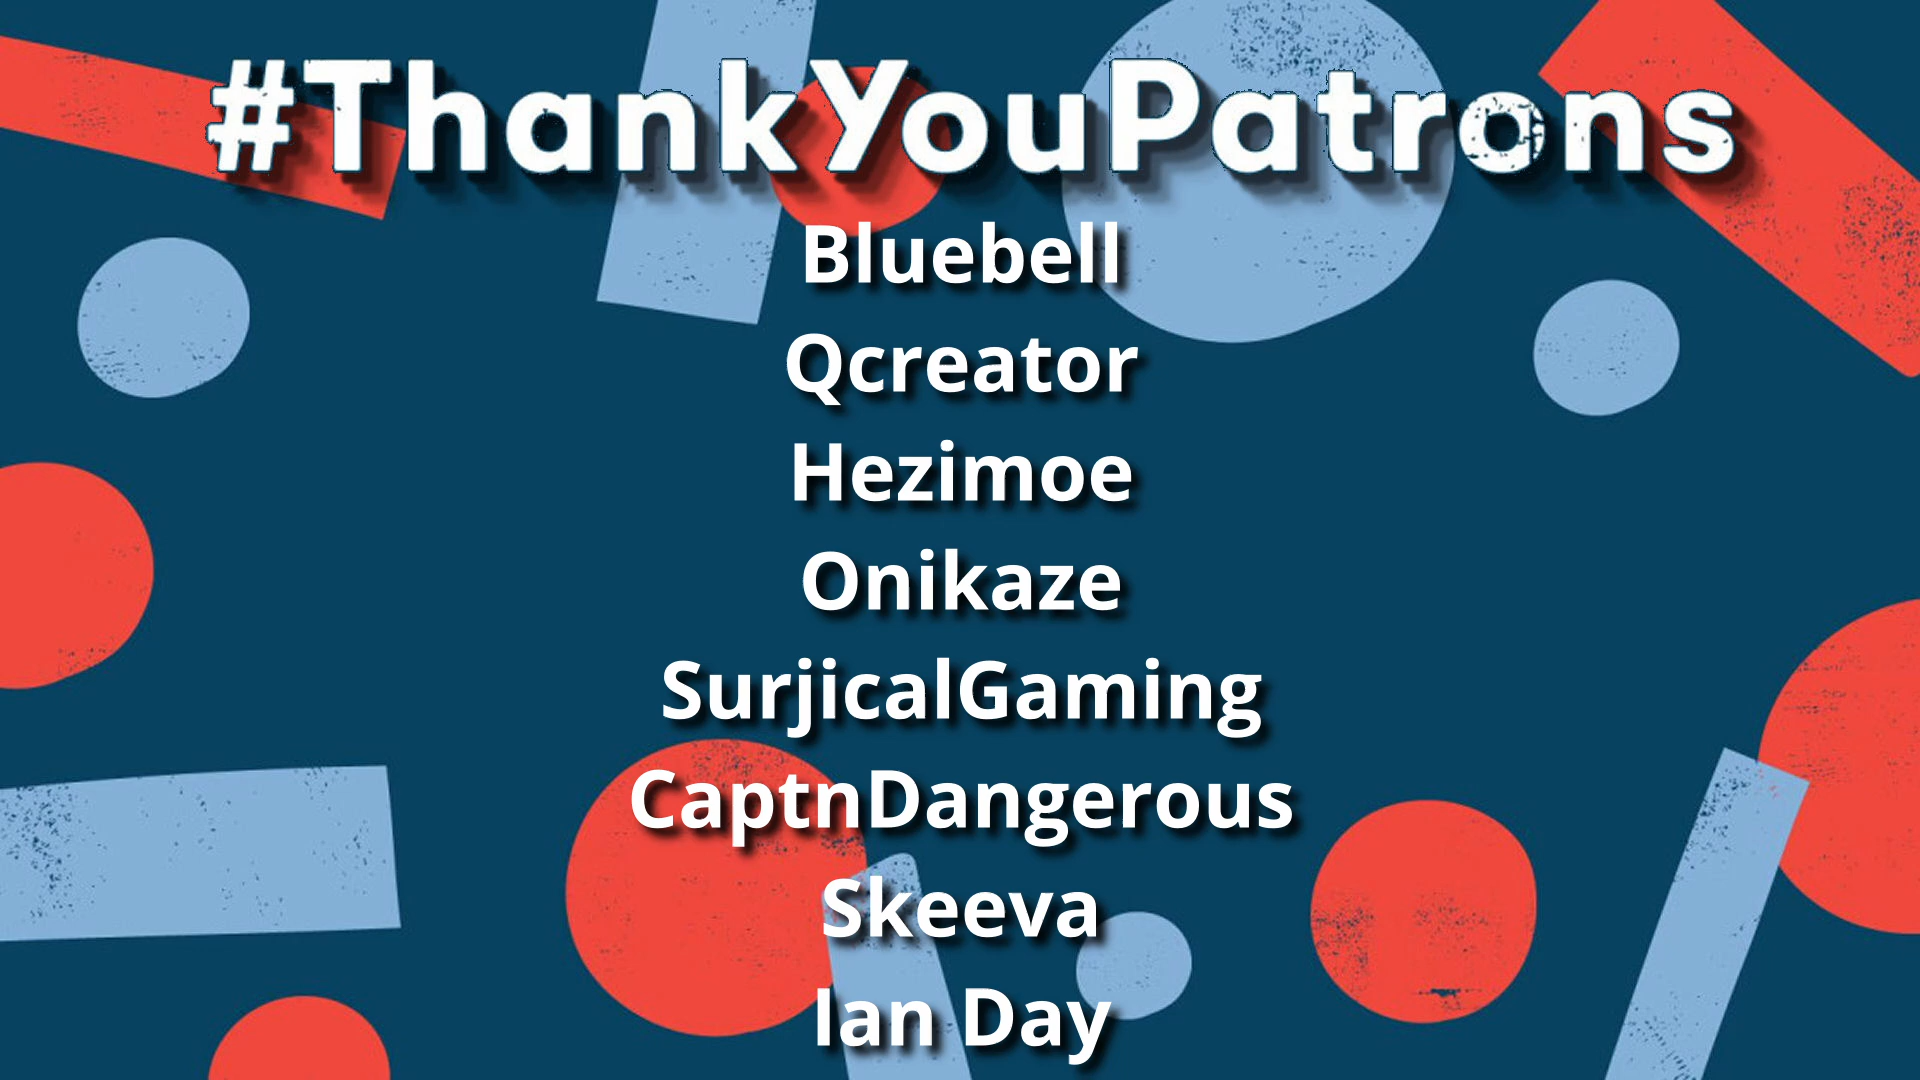 #ThankYouPatrons
Bluebell
Qcreator
Hezimoe
Onikaze
SurjicalGaming
CaptnDangerous
Skeeva
Ian Day